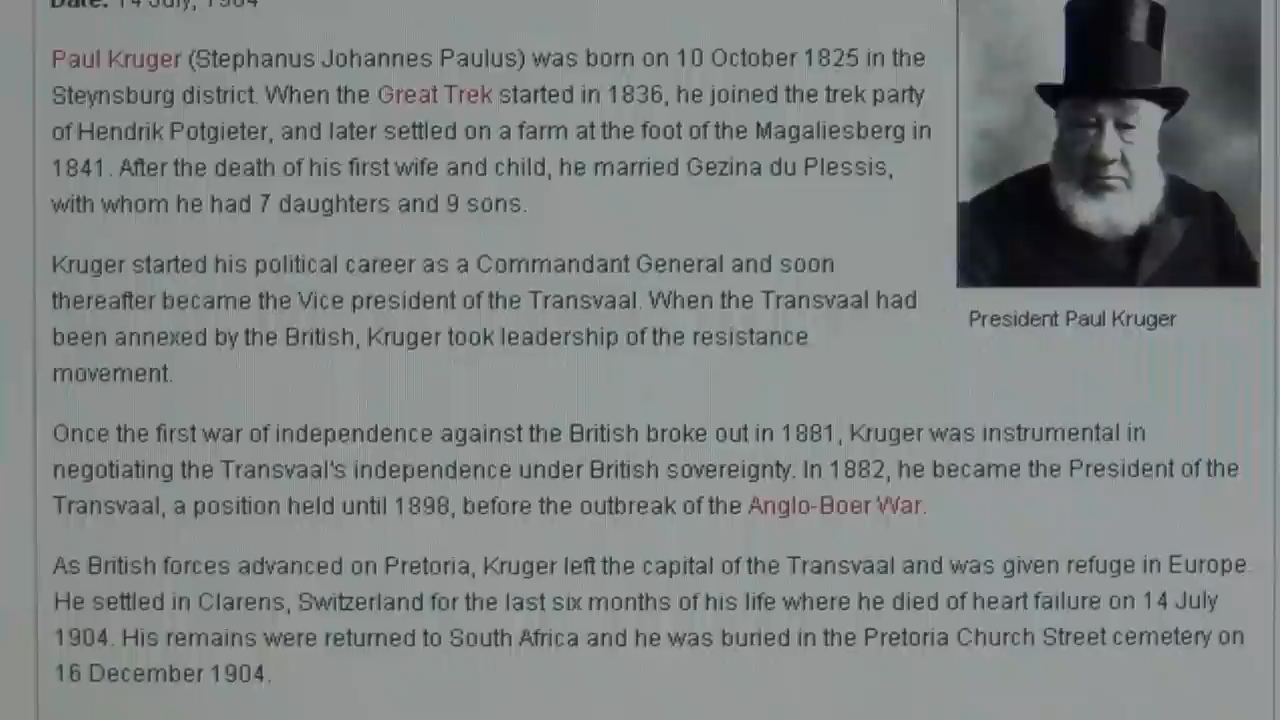 Date: 14 July, 1904
Paul Kruger (Stephanus Johannes Paulus) was born on 10 October 1825 in the
Steynsburg district. When the Great Trek started in 1836, he joined the trek party
of Hendrik Potgieter, and later settled on a farm at the foot of the Magaliesberg in
1841. After the death of his first wife and child, he married Gezina du Plessis,
with whom he had 7 daughters and 9 sons.
Kruger started his political career as a Commandant General and soon
thereafter became the Vice president of the Transvaal. When the Transvaal had
been annexed by the British, Kruger took leadership of the resistance
movement.
President Paul Kruger
Once the first war of independence against the British broke out in 1881, Kruger was instrumental in
negotiating the Transvaal's independence under British sovereignty. In 1882, he became the President of the
Transvaal, a position held until 1898, before the outbreak of the Anglo-Boer War.
As British forces advanced on Pretoria, Kruger left the capital of the Transvaal and was given refuge in Europe.
He settled in Clarens, Switzerland for the last six months of his life where he died of heart failure on 14 July
1904. His remains were returned to South Africa and he was buried in the Pretoria Church Street cemetery on
16 December 1904.